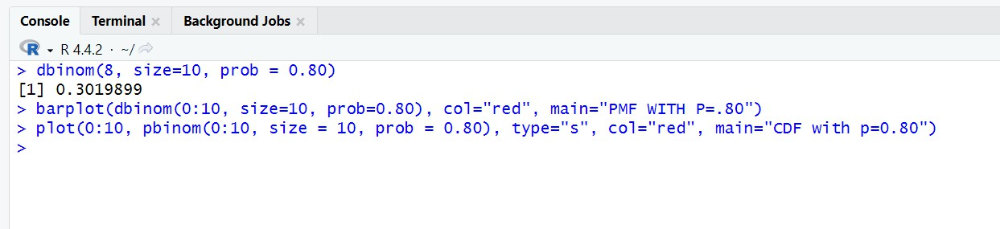 Console Terminal Background Jobs
R R 4.4.2 · ~/
> dbinom(8, size=10, prob = 0.80)
[1] 0.3019899
> barplot(dbinom(0:10, size=10, prob=0.80), col="red", main="PMF WITH P=.80")
> plot(0:10, pbinom(0:10, size = 10, prob = 0.80), type="s", col="red", main="CDF with p=0.80")
>